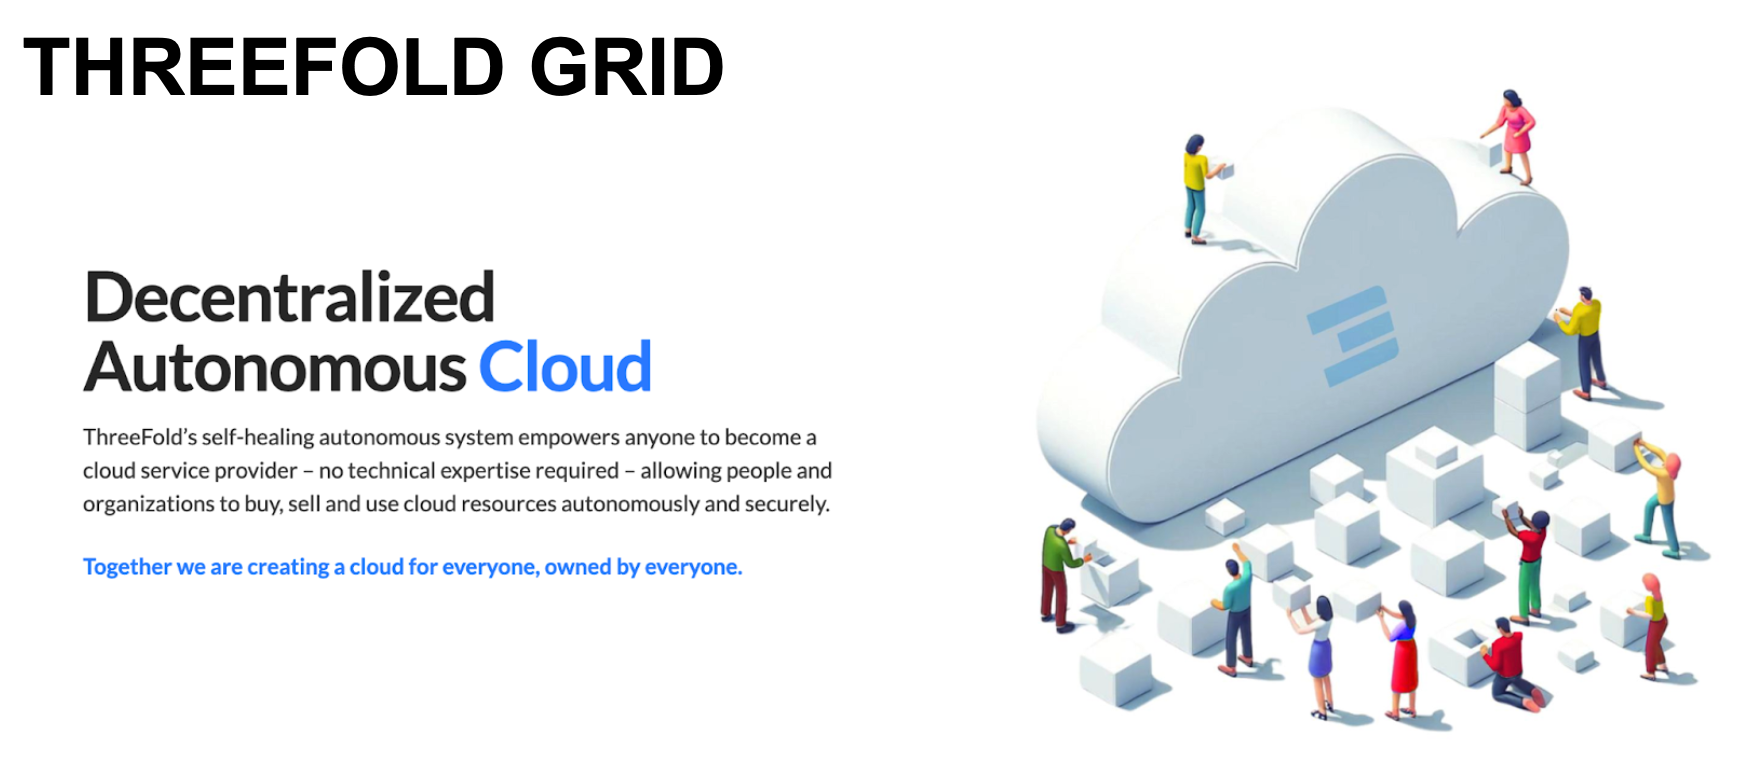 THREEFOLD GRID
Decentralized
Autonomous Cloud
ThreeFold’s self-healing autonomous system empowers anyone to become a
cloud service provider – no technical expertise required – allowing people and
organizations to buy, sell and use cloud resources autonomously and securely.
Together we are creating a cloud for everyone, owned by everyone.